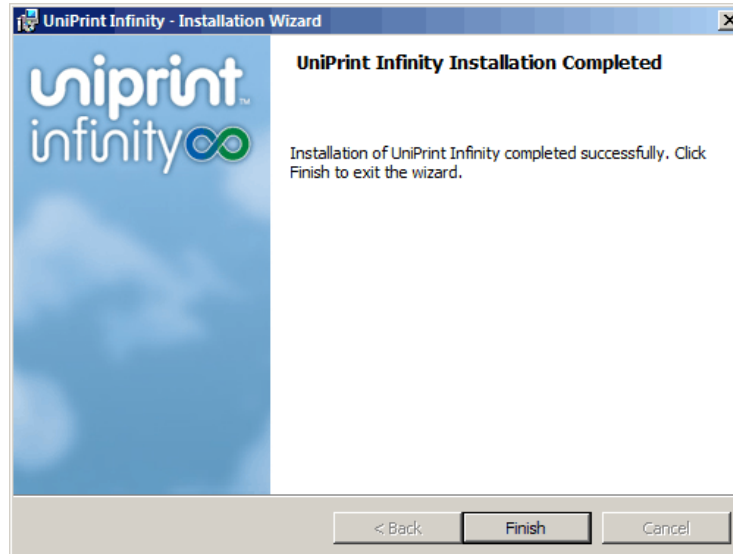 UniPrint Infinity - Installation Wizard
uniprint™
infinity
UniPrint Infinity Installation Completed
Installation of UniPrint Infinity completed successfully. Click
Finish to exit the wizard.
< Back
Finish
Cancel